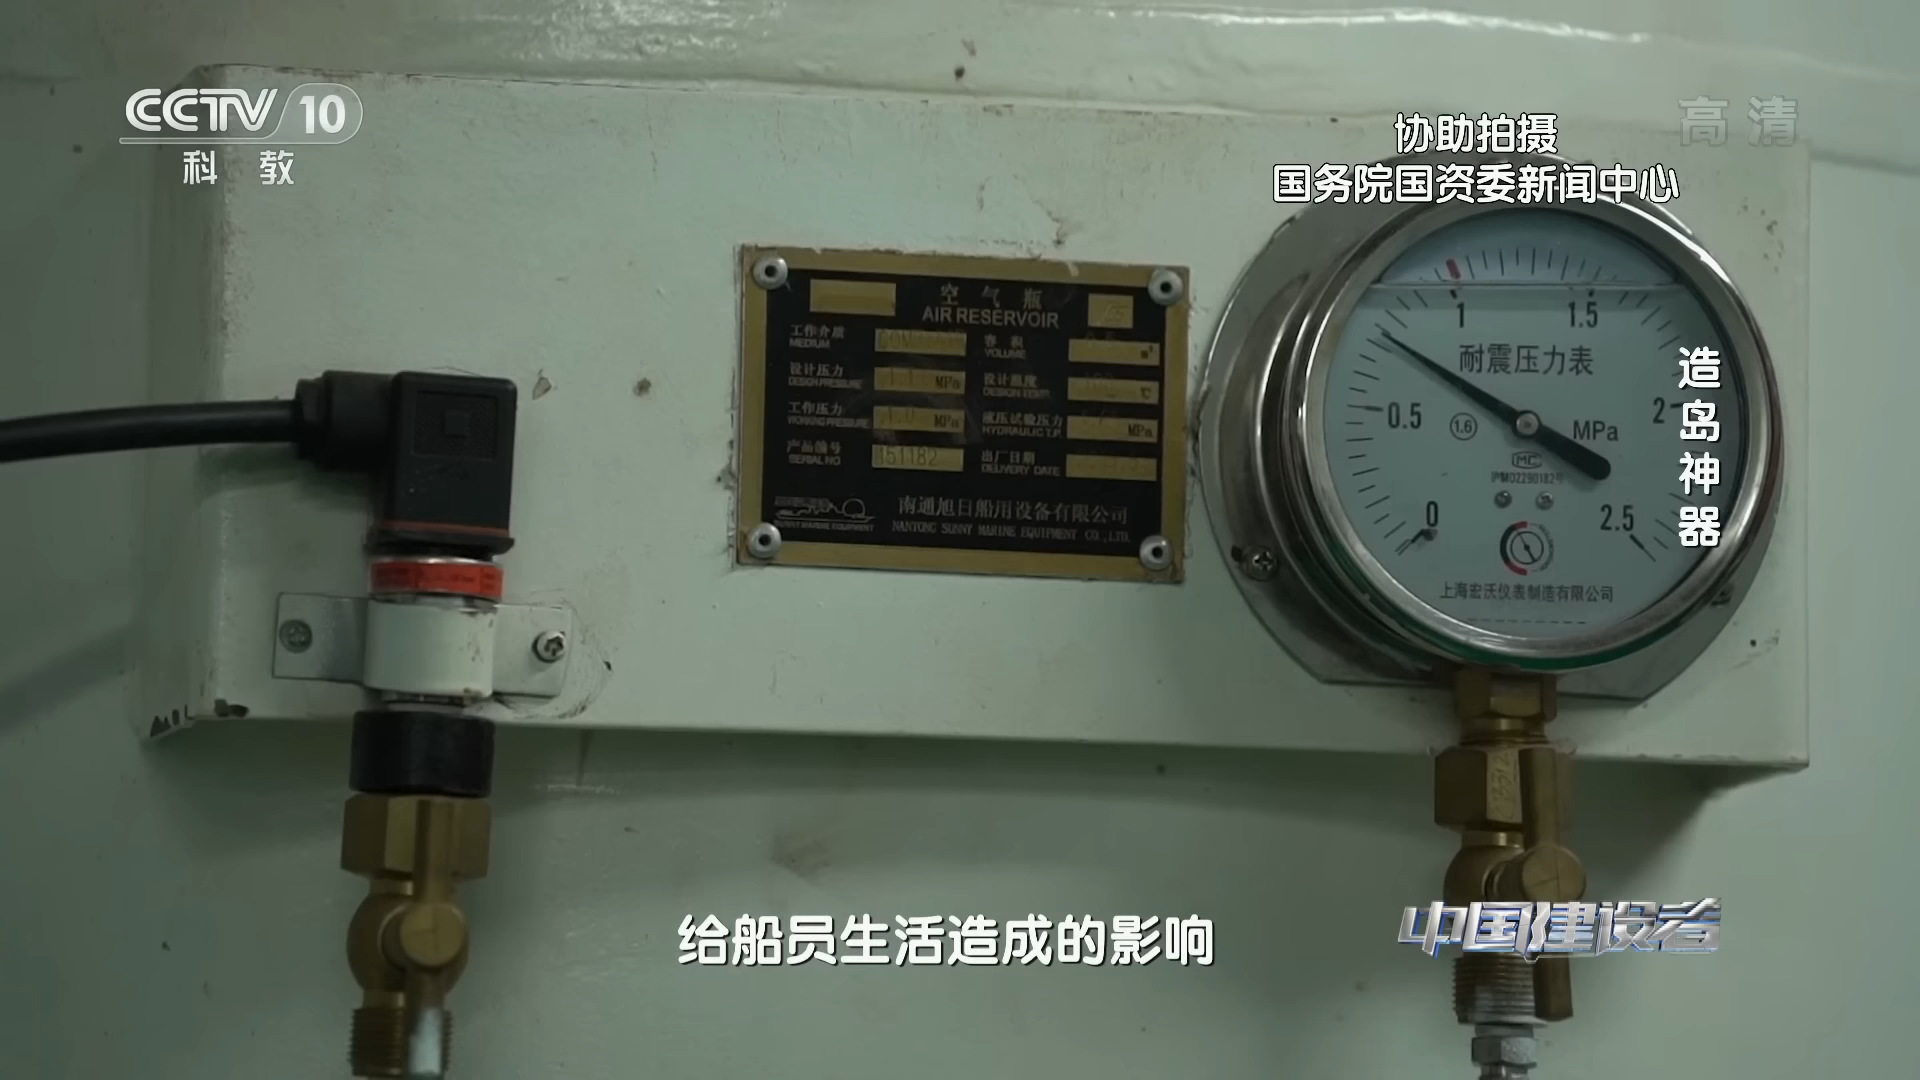 CCTV 10
科教
高清
协助拍摄
国务院国资委新闻中心
造岛神器
空气瓶
AIR RESERVOIR
工作介质
MEDIUM
容积
VOLUME
m³
设计压力
DESIGN PRESSURE
MPa
设计温度
DESIGN TEMP.
℃
工作压力
WORKING PRESSURE
1.0 MPa
液压试验压力
HYDRAULIC T.P.
MPa
产品编号
SERIAL NO
151182
出厂日期
DELIVERY DATE
SUNNY MARINE EQUIPMENT
南通旭日船用设备有限公司
NANTONG SUNNY MARINE EQUIPMENT CO.,LTD.
0
0.5
1
1.5
2
2.5
耐震压力表
1.6
MPa
MC
上海宏沃仪表制造有限公司
给船员生活造成的影响
中国建设者